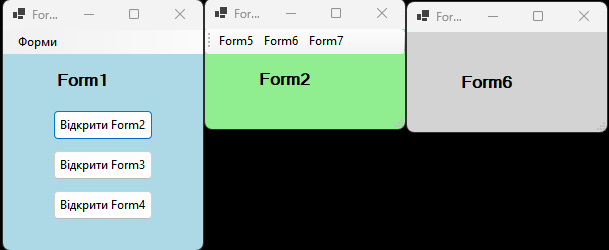 For...
Форми
Form1
Відкрити Form2
Відкрити Form3
Відкрити Form4
For...
Form5 Form6 Form7
Form2
For...
Form6